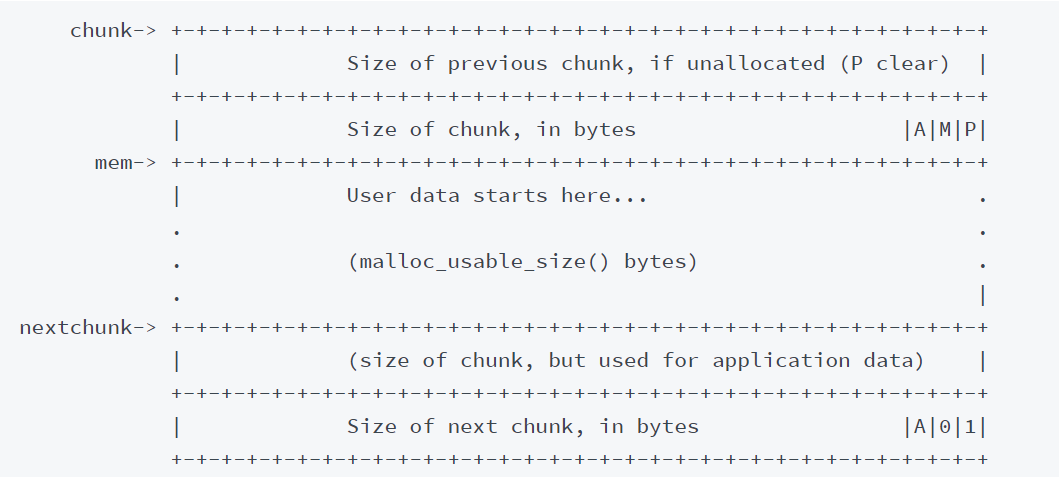 chunk-> +-+-+-+-+-+-+-+-+-+-+-+-+-+-+-+-+-+-+-+-+-+-+-+-+-+-+-+-+-+-+-+-+
| Size of previous chunk, if unallocated (P clear) |
+-+-+-+-+-+-+-+-+-+-+-+-+-+-+-+-+-+-+-+-+-+-+-+-+-+-+-+-+-+-+-+-+
| Size of chunk, in bytes |A|M|P|
mem-> +-+-+-+-+-+-+-+-+-+-+-+-+-+-+-+-+-+-+-+-+-+-+-+-+-+-+-+-+-+-+-+-+
| User data starts here... .
. .
. (malloc_usable_size() bytes) .
. |
nextchunk-> +-+-+-+-+-+-+-+-+-+-+-+-+-+-+-+-+-+-+-+-+-+-+-+-+-+-+-+-+-+-+-+-+
| (size of chunk, but used for application data) |
+-+-+-+-+-+-+-+-+-+-+-+-+-+-+-+-+-+-+-+-+-+-+-+-+-+-+-+-+-+-+-+-+
| Size of next chunk, in bytes |A|0|1|
+-+-+-+-+-+-+-+-+-+-+-+-+-+-+-+-+-+-+-+-+-+-+-+-+-+-+-+-+-+-+-+-+